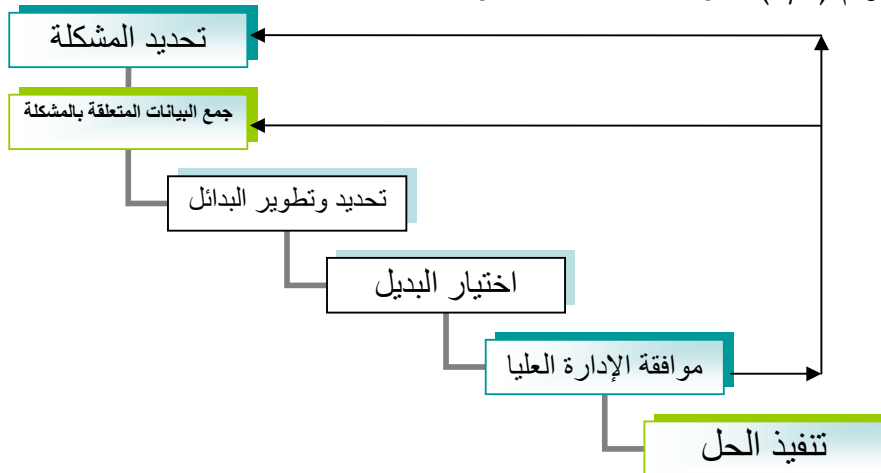 تحديد المشكلة
جمع البيانات المتعلقة بالمشكلة
تحديد وتطوير البدائل
اختيار البديل
موافقة الإدارة العليا
تنفيذ الحل